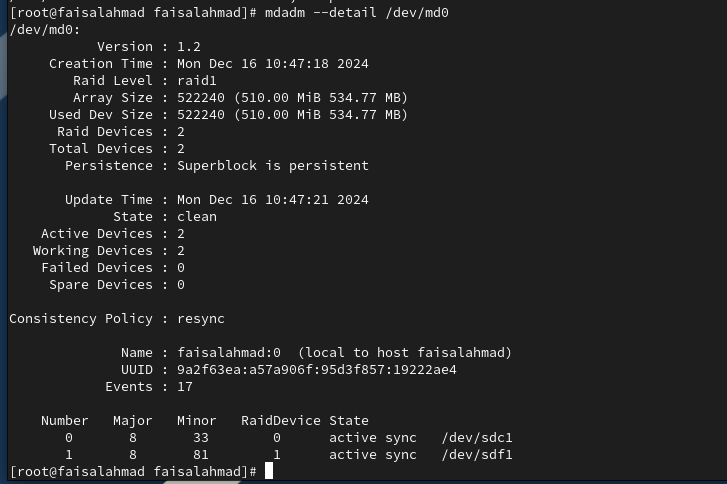 [root@faisalahmad faisalahmad]# mdadm --detail /dev/md0
/dev/md0:
Version : 1.2
Creation Time : Mon Dec 16 10:47:18 2024
Raid Level : raid1
Array Size : 522240 (510.00 MiB 534.77 MB)
Used Dev Size : 522240 (510.00 MiB 534.77 MB)
Raid Devices : 2
Total Devices : 2
Persistence : Superblock is persistent
Update Time : Mon Dec 16 10:47:21 2024
State : clean
Active Devices : 2
Working Devices : 2
Failed Devices : 0
Spare Devices : 0
Consistency Policy : resync
Name : faisalahmad:0  (local to host faisalahmad)
UUID : 9a2f63ea:a57a906f:95d3f857:19222ae4
Events : 17
Number   Major   Minor   RaidDevice State
0       8       33        0      active sync   /dev/sdc1
1       8       81        1      active sync   /dev/sdf1
[root@faisalahmad faisalahmad]#